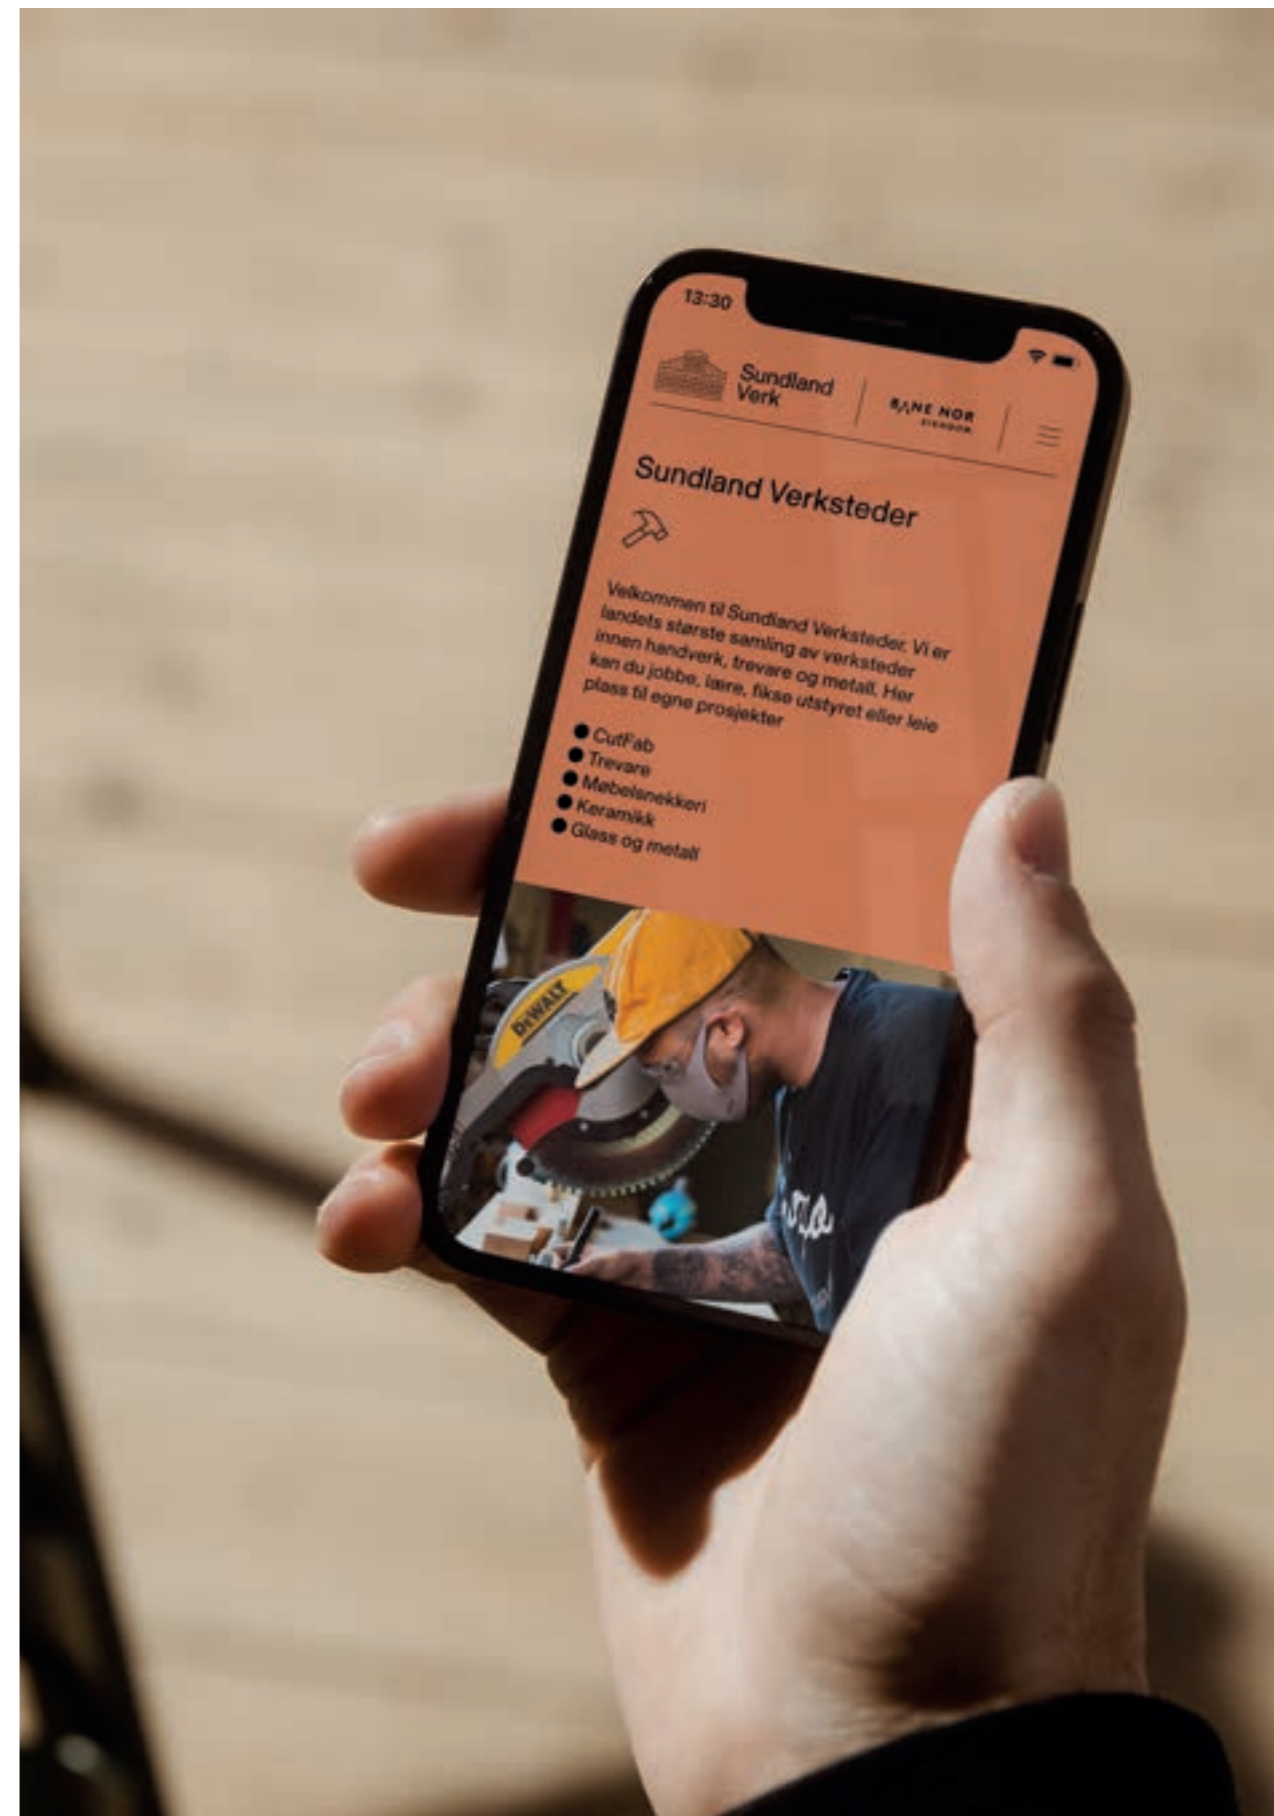 13:30
Sundland
Verk
BANE NOR
EIENDOM
Sundland Verksteder
Velkommen til Sundland Verksteder. Vi er
landets største samling av verksteder
innen handverk, trevare og metall. Her
kan du jobbe, lære, fikse utstyret eller leie
plass til egne prosjekter
CutFab
Trevare
Møbelsnekkeri
Keramikk
Glass og metall
DEWALT